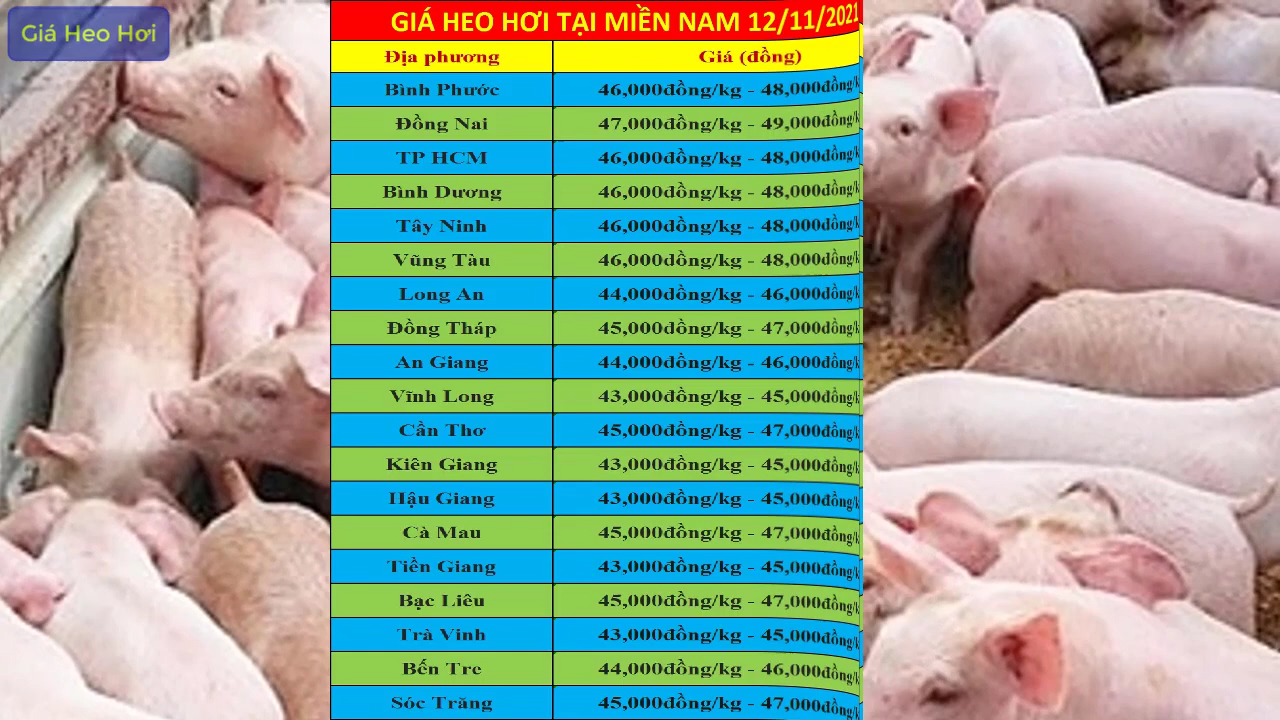 Giá Heo Hơi
GIÁ HEO HƠI TẠI MIỀN NAM 12/11/2021
Địa phương Giá (đồng)
Bình Phước 46,000đồng/kg - 48,000đồng/k
Đồng Nai 47,000đồng/kg - 49,000đồng/k
TP HCM 46,000đồng/kg - 48,000đồng/k
Bình Dương 46,000đồng/kg - 48,000đồng/k
Tây Ninh 46,000đồng/kg - 48,000đồng/k
Vũng Tàu 46,000đồng/kg - 48,000đồng/k
Long An 44,000đồng/kg - 46,000đồng/k
Đồng Tháp 45,000đồng/kg - 47,000đồng/k
An Giang 44,000đồng/kg - 46,000đồng/k
Vĩnh Long 43,000đồng/kg - 45,000đồng/k
Cần Thơ 45,000đồng/kg - 47,000đồng/k
Kiên Giang 43,000đồng/kg - 45,000đồng/k
Hậu Giang 43,000đồng/kg - 45,000đồng/k
Cà Mau 45,000đồng/kg - 47,000đồng/k
Tiền Giang 43,000đồng/kg - 45,000đồng/k
Bạc Liêu 45,000đồng/kg - 47,000đồng/k
Trà Vinh 43,000đồng/kg - 45,000đồng/k
Bến Tre 44,000đồng/kg - 46,000đồng/k
Sóc Trăng 45,000đồng/kg - 47,000đồng/k